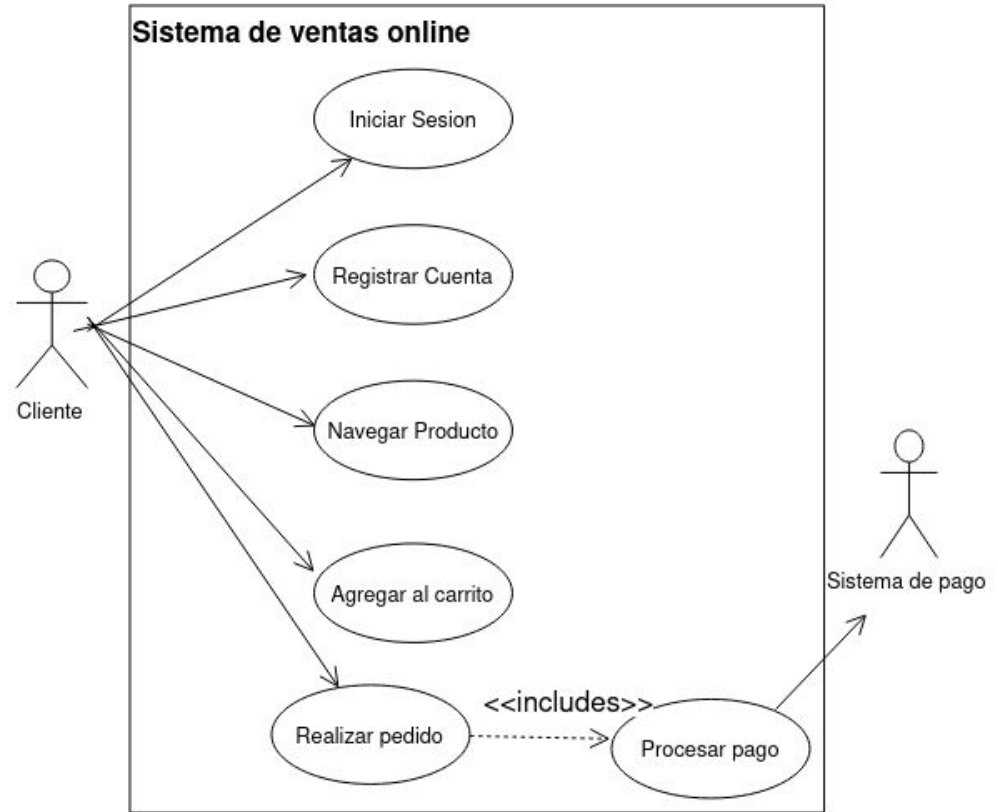 Sistema de ventas online
Iniciar Sesion
Registrar Cuenta
Cliente
Navegar Producto
Sistema de pago
Agregar al carrito
<<includes>>
Realizar pedido
Procesar pago